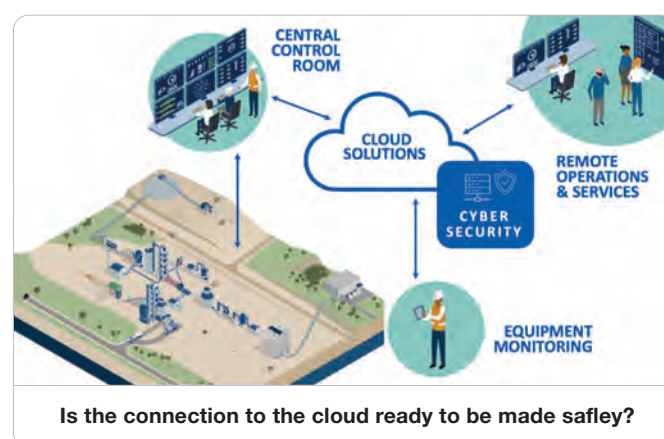 CENTRAL
CONTROL
ROOM
CLOUD
SOLUTIONS
CYBER
SECURITY
REMOTE
OPERATIONS
& SERVICES
EQUIPMENT
MONITORING
Is the connection to the cloud ready to be made safley?